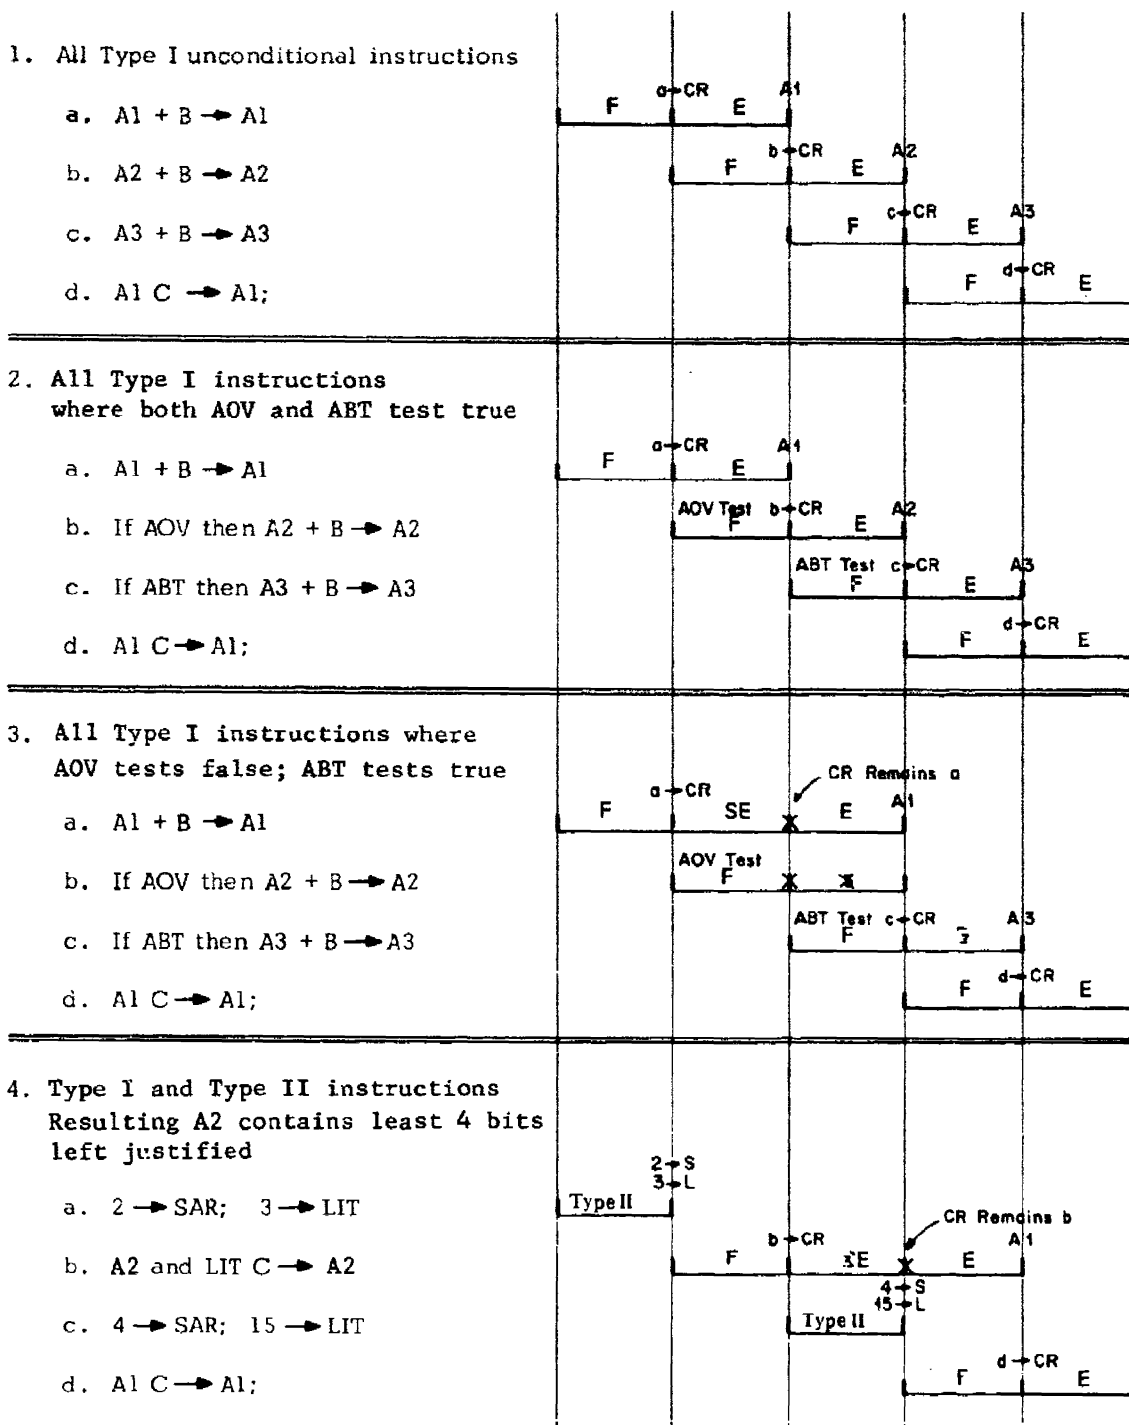 1. All Type I unconditional instructions
a. A1 + B → A1
b. A2 + B → A2
c. A3 + B → A3
d. A1 C → A1;
a→CR A1
F E
b→CR A2
F E
c→CR A3
F E
d→CR
F E
2. All Type I instructions
where both AOV and ABT test true
a. A1 + B → A1
b. If AOV then A2 + B → A2
c. If ABT then A3 + B → A3
d. A1 C → A1;
a→CR A1
F E
AOV Test b→CR A2
F E
ABT Test c→CR A3
F E
d→CR
F E
3. All Type I instructions where
AOV tests false; ABT tests true
a. A1 + B → A1
b. If AOV then A2 + B → A2
c. If ABT then A3 + B → A3
d. A1 C → A1;
CR Remains a
a→CR A1
F SE E
AOV Test
F
ABT Test c→CR A3
F
d→CR
F E
4. Type I and Type II instructions
Resulting A2 contains least 4 bits
left justified
a. 2 → SAR; 3 → LIT
b. A2 and LIT C → A2
c. 4 → SAR; 15 → LIT
d. A1 C → A1;
2→S
3→L
Type II
CR Remains b
b→CR A1
F SE E
4→S
15→L
Type II
d→CR
F E